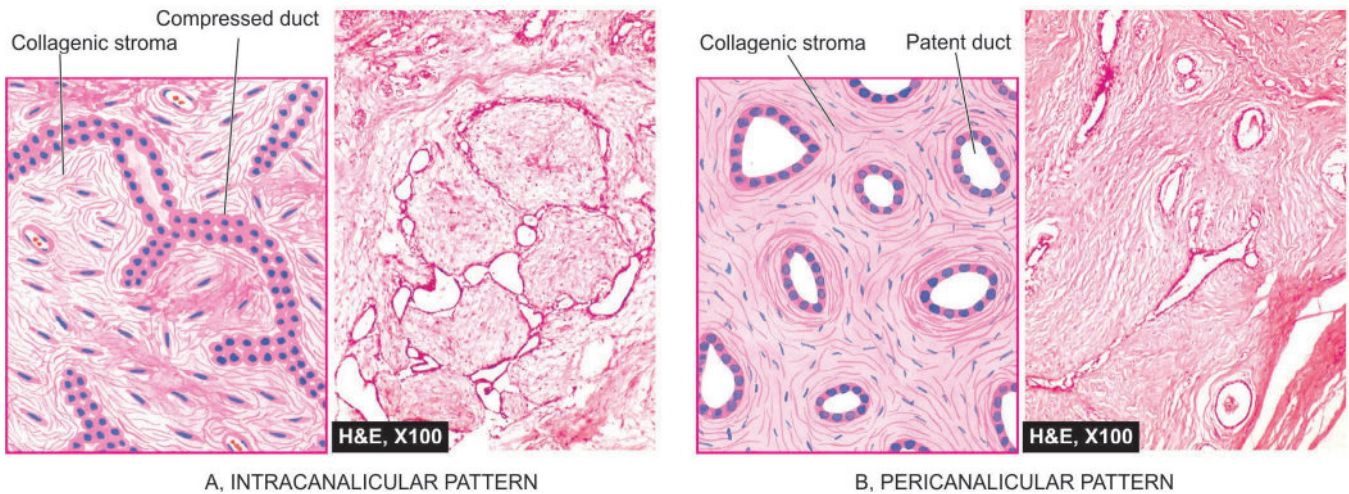 Compressed duct
Collagenic stroma
Collagenic stroma
Patent duct
H&E, X100
H&E, X100
A, INTRACANALICULAR PATTERN
B, PERICANALICULAR PATTERN